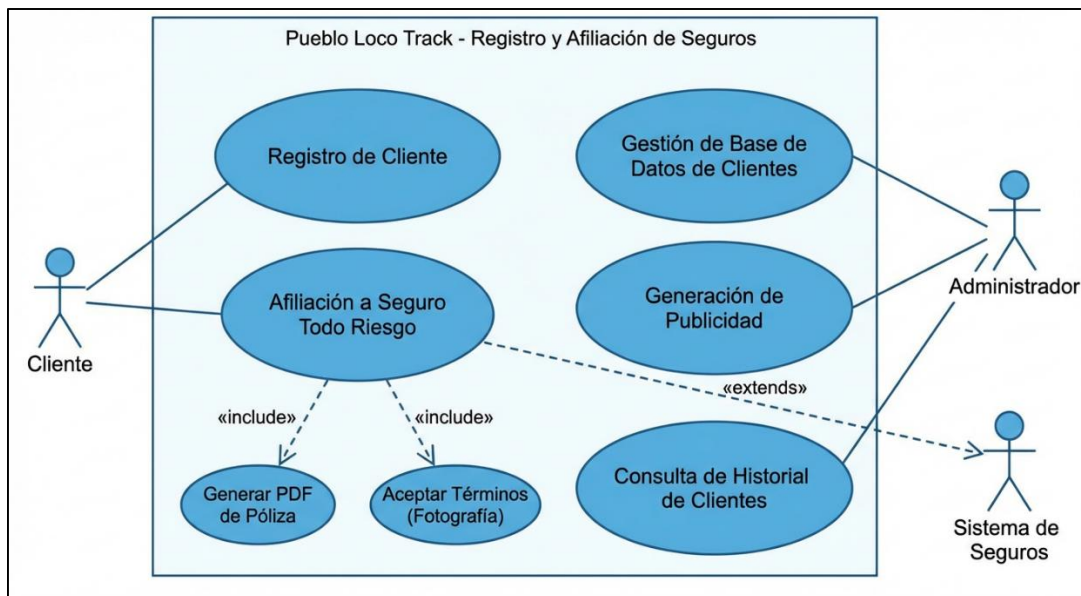 Pueblo Loco Track - Registro y Afiliación de Seguros
Registro de Cliente
Gestión de Base de
Datos de Clientes
Afiliación a Seguro
Todo Riesgo
Generación de
Publicidad
Administrador
Cliente
«extends»
«include»
«include»
Generar PDF
de Póliza
Aceptar Términos
(Fotografía)
Consulta de Historial
de Clientes
Sistema de
Seguros